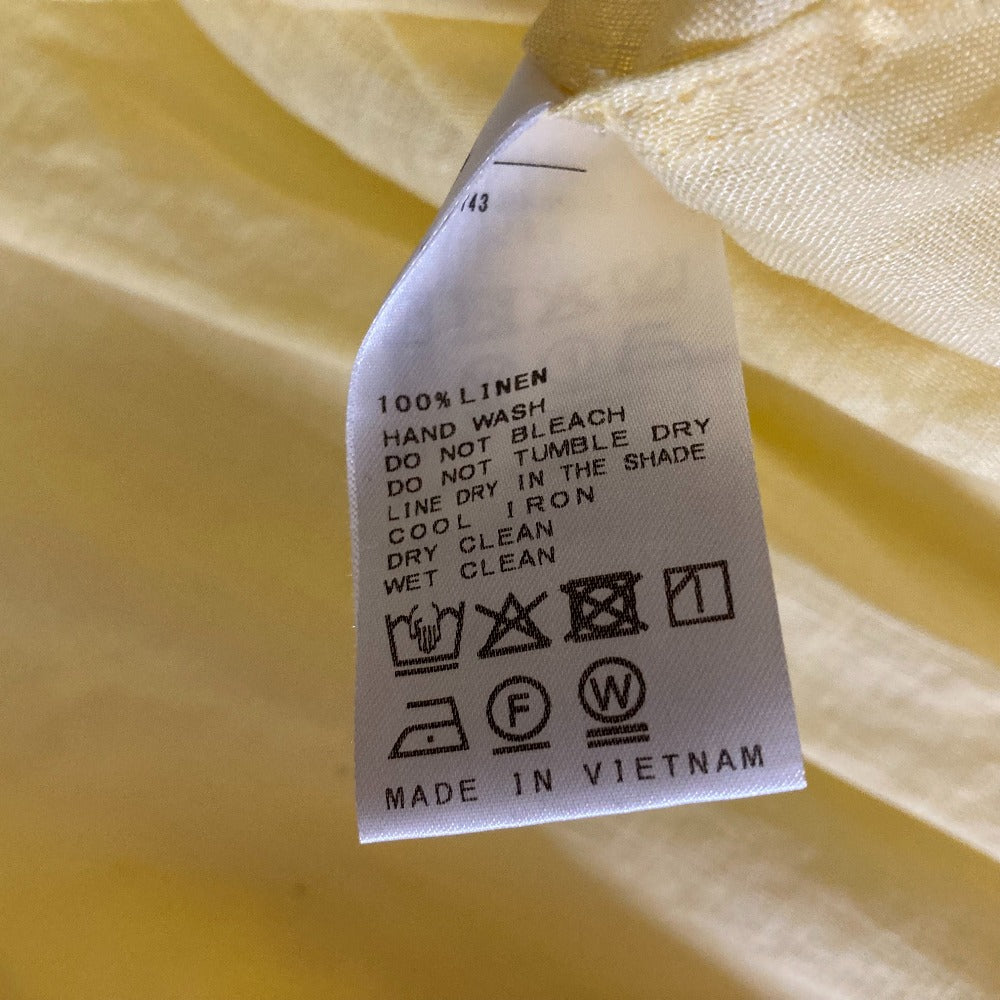 143
100% LINEN
HAND WASH
DO NOT BLEACH
DO NOT TUMBLE DRY
LINE DRY IN THE SHADE
COOL IRON
DRY CLEAN
WET CLEAN
F W
MADE IN VIETNAM